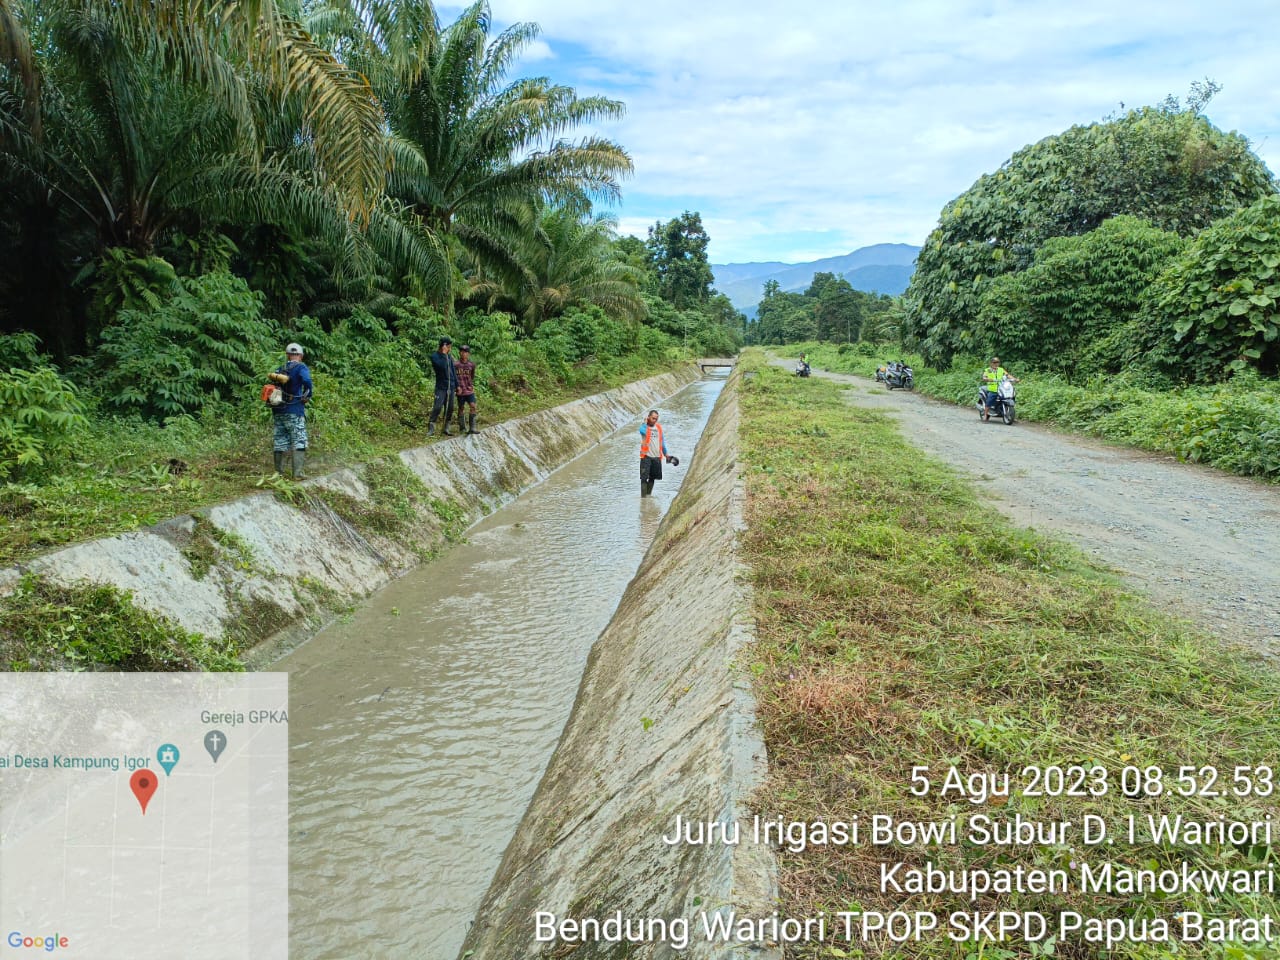 Gereja GPKA
ai Desa Kampung Igor
Google
5 Agu 2023 08.52.53
Juru Irigasi Bowi Subur D. I Wariori
Kabupaten Manokwari
Bendung Wariori TPOP SKPD Papua Barat